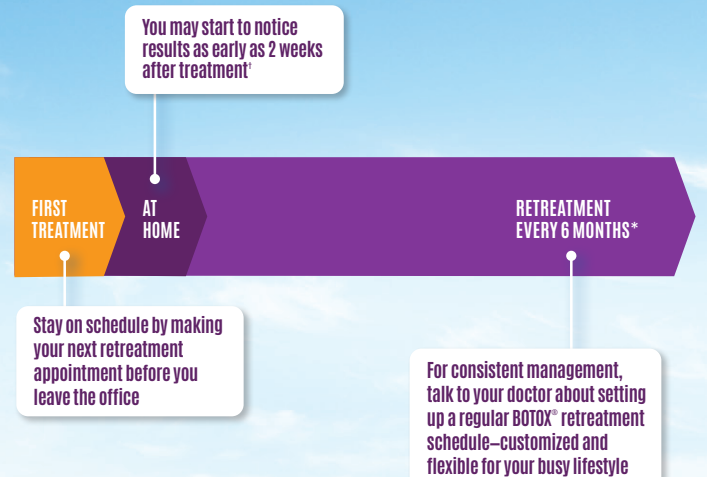 You may start to notice
results as early as 2 weeks
after treatment†
FIRST
TREATMENT
AT
HOME
RETREATMENT
EVERY 6 MONTHS*
Stay on schedule by making
your next retreatment
appointment before you
leave the office
For consistent management,
talk to your doctor about setting
up a regular BOTOX® retreatment
schedule—customized and
flexible for your busy lifestyle